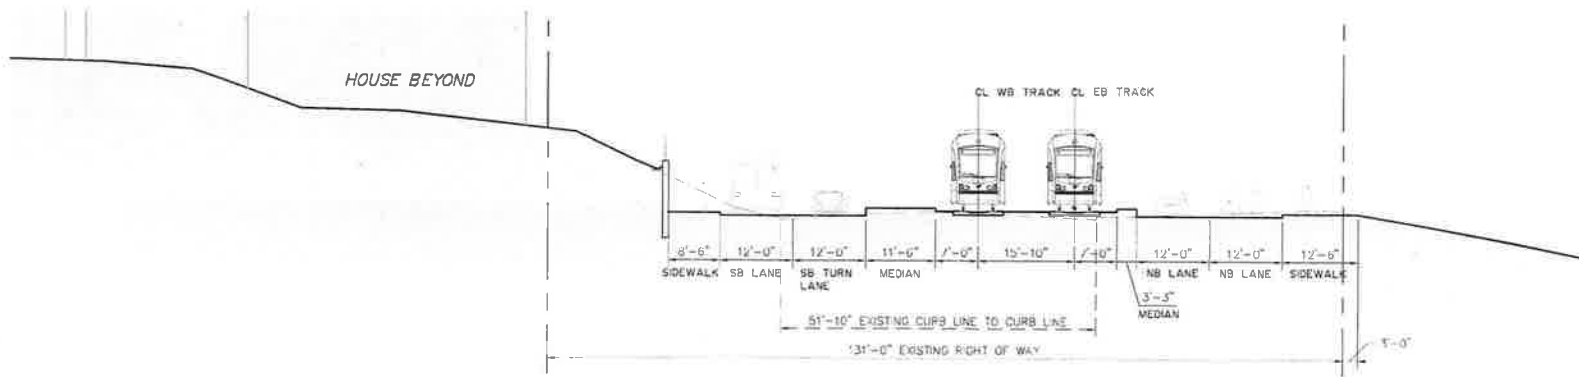 HOUSE BEYOND
CL WB TRACK CL EB TRACK
8'-6" 12'-0" 12'-0" 11'-0" 7'-0" 15'-10" 7'-0" 12'-0" 12'-0" 12'-6"
SIDEWALK SB LANE SB TURN LANE MEDIAN NB LANE NB LANE SIDEWALK
3'-3"
MEDIAN
51'-10" EXISTING CURB LINE TO CURB LINE
131'-0" EXISTING RIGHT OF WAY